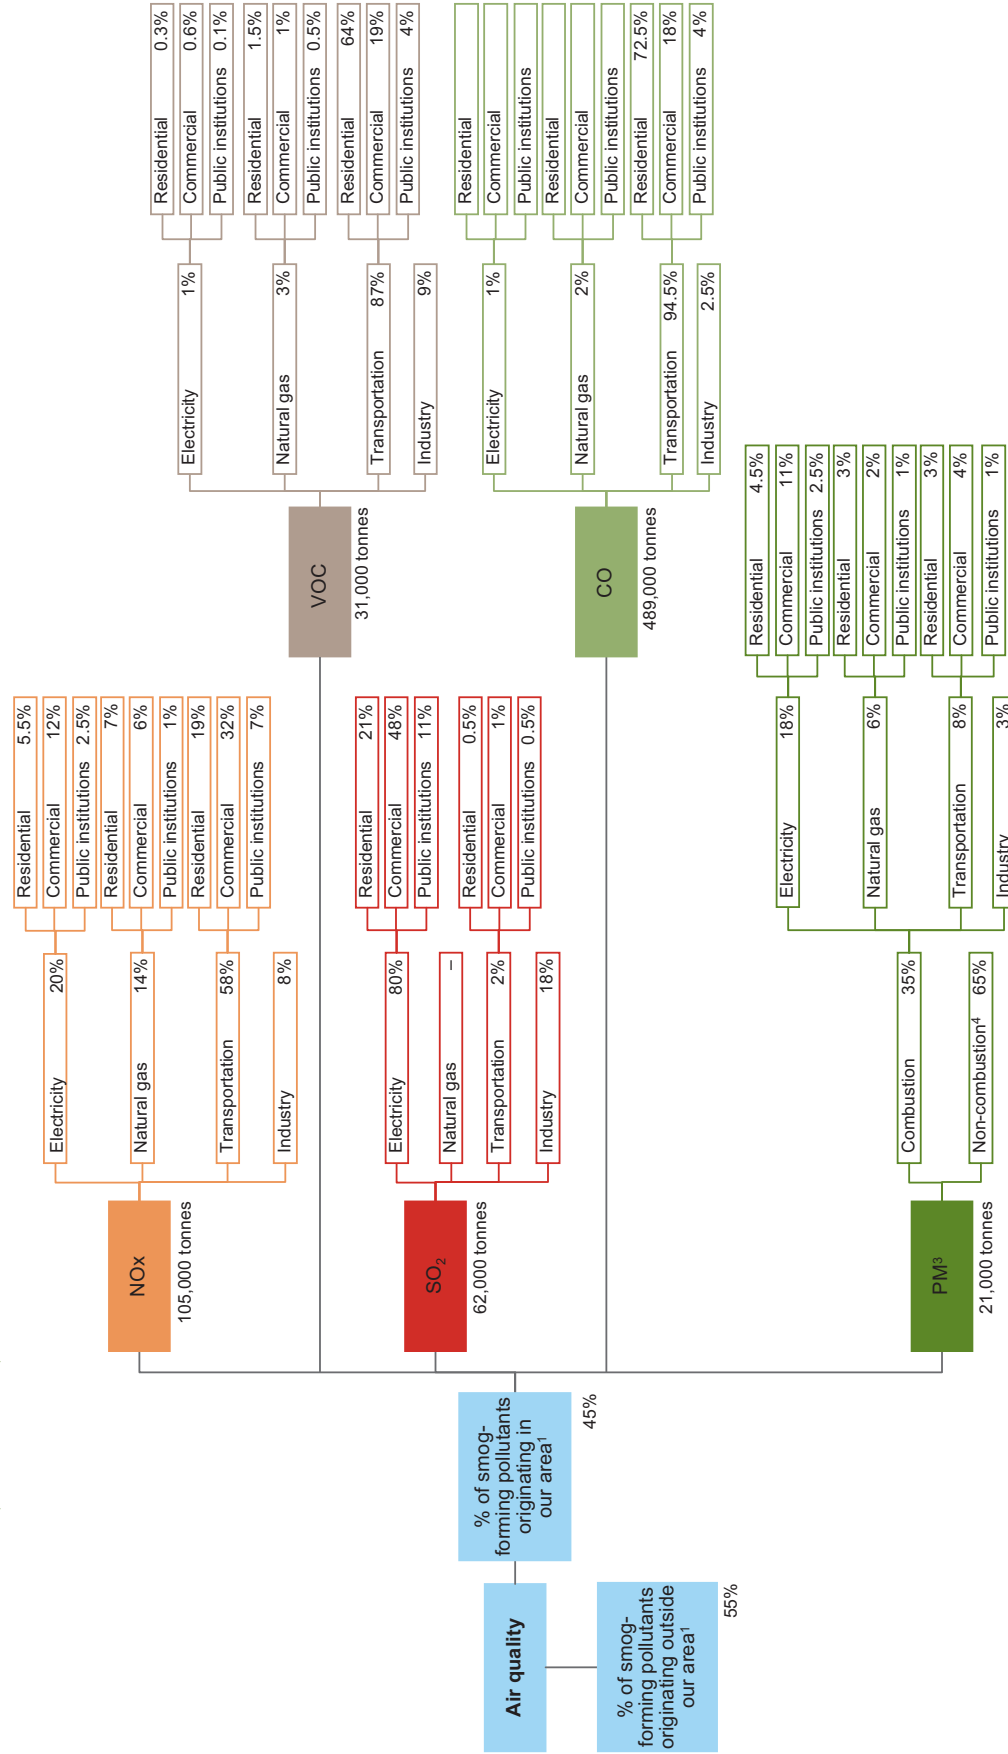 Air quality
% of smog-
forming pollutants
originating outside
our area1
55%
% of smog-
forming pollutants
originating in
our area1
45%
NOx
105,000 tonnes
Electricity 20%
Residential 5.5%
Commercial 12%
Public institutions 2.5%
Natural gas 14%
Residential 7%
Commercial 6%
Public institutions 1%
Transportation 58%
Residential 19%
Commercial 32%
Public institutions 7%
Industry 8%
VOC
31,000 tonnes
Electricity 1%
Residential 0.3%
Commercial 0.6%
Public institutions 0.1%
Natural gas 3%
Residential 1.5%
Commercial 1%
Public institutions 0.5%
Transportation 87%
Residential 64%
Commercial 19%
Public institutions 4%
Industry 9%
SO2
62,000 tonnes
Electricity 80%
Residential 21%
Commercial 48%
Public institutions 11%
Natural gas –
Transportation 2%
Residential 0.5%
Commercial 1%
Public institutions 0.5%
Industry 18%
CO
489,000 tonnes
Electricity 1%
Residential
Commercial
Public institutions
Natural gas 2%
Residential
Commercial
Public institutions
Transportation 94.5%
Residential 72.5%
Commercial 18%
Public institutions 4%
Industry 2.5%
PM3
21,000 tonnes
Combustion 35%
Electricity 18%
Residential 4.5%
Commercial 11%
Public institutions 2.5%
Natural gas 6%
Residential 3%
Commercial 2%
Public institutions 1%
Transportation 8%
Residential 3%
Commercial 4%
Public institutions 1%
Industry 3%
Non-combustion4 65%